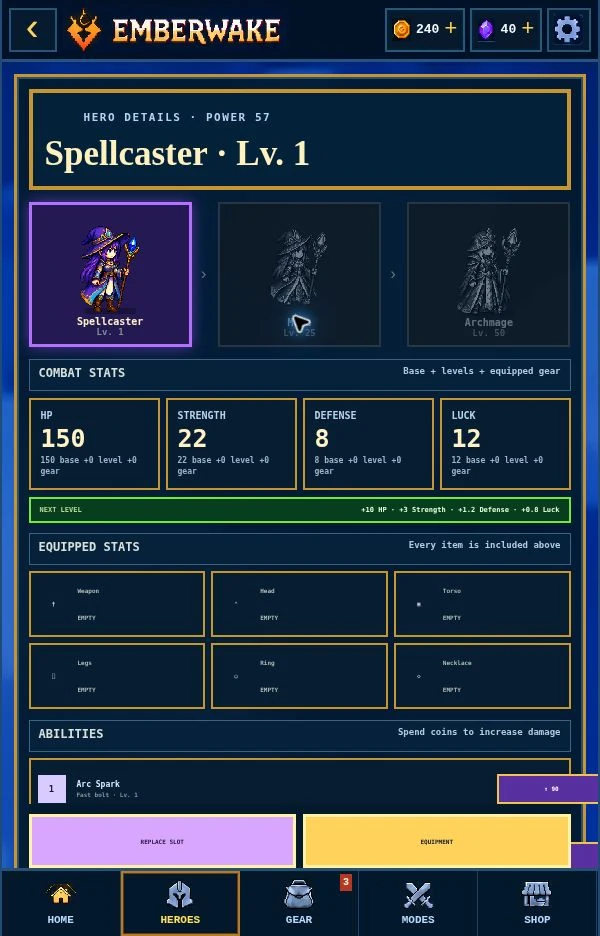 EMBERWAKE
240 +
40 +
HERO DETAILS · POWER 57
Spellcaster · Lv. 1
Spellcaster
Lv. 1
›
Lv. 25
›
Archmage
Lv. 50
COMBAT STATS
Base + levels + equipped gear
HP
150
150 base +0 level +0
gear
STRENGTH
22
22 base +0 level +0
gear
DEFENSE
8
8 base +0 level +0
gear
LUCK
12
12 base +0 level +0
gear
NEXT LEVEL
+10 HP · +3 Strength · +1.2 Defense · +0.8 Luck
EQUIPPED STATS
Every item is included above
Weapon
EMPTY
Head
EMPTY
Torso
EMPTY
Legs
EMPTY
Ring
EMPTY
Necklace
EMPTY
ABILITIES
Spend coins to increase damage
1
Arc Spark
Fast bolt · Lv. 1
↑ 90
REPLACE SLOT
EQUIPMENT
HOME
HEROES
3
GEAR
MODES
SHOP